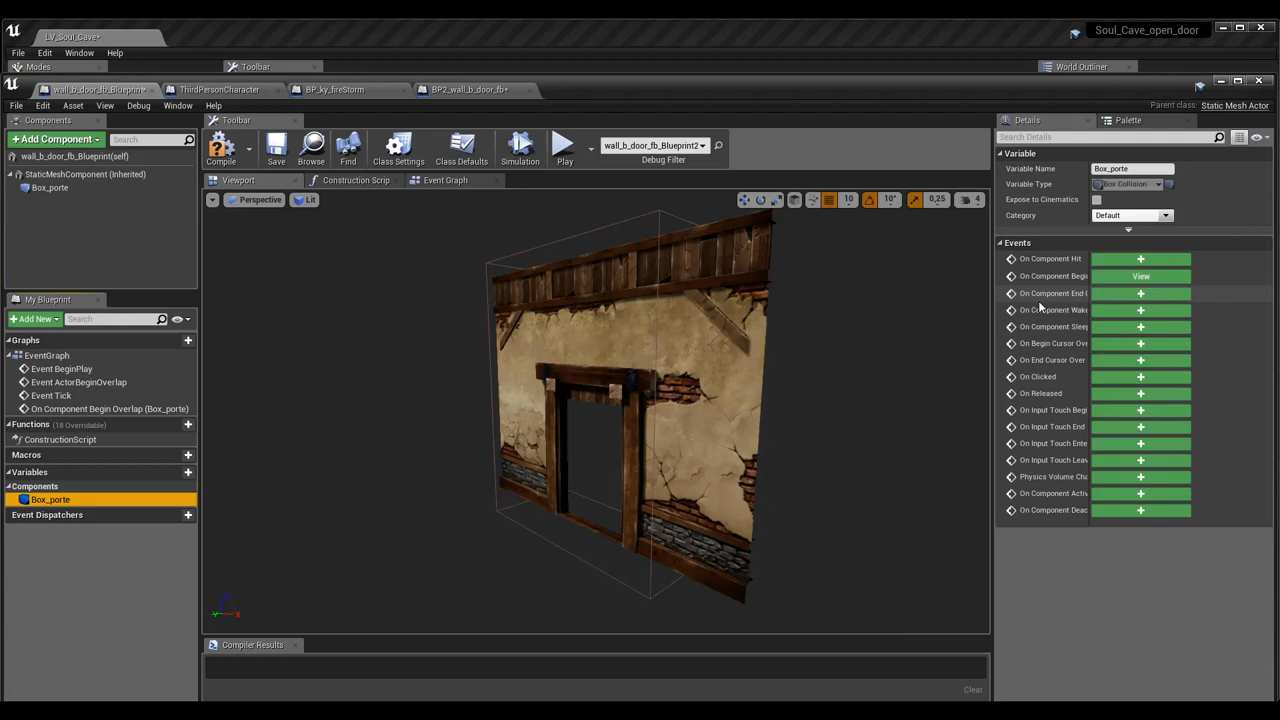 LV_Soul_Cave*
Soul_Cave_open_door
File Edit Window Help
Modes
Toolbar
World Outliner
wall_b_door_fb_Blueprint*
ThirdPersonCharacter
BP_ky_fireStorm
BP2_wall_b_door_fb*
File Edit Asset View Debug Window Help
Parent class: Static Mesh Actor
Components
Toolbar
Details
Palette
Add Component
Search
Compile
Save
Browse
Find
Class Settings
Class Defaults
Simulation
Play
wall_b_door_fb_Blueprint2
Debug Filter
Search Details
wall_b_door_fb_Blueprint(self)
StaticMeshComponent (Inherited)
Box_porte
Viewport
Construction Scrip
Event Graph
Perspective
Lit
10
10°
0,25
4
Variable
Variable Name Box_porte
Variable Type Box Collision
Expose to Cinematics
Category Default
Events
On Component Hit
On Component Begi View
On Component End
On Component Wake
On Component Slee
On Begin Cursor Ove
On End Cursor Over
On Clicked
On Released
On Input Touch Begi
On Input Touch End
On Input Touch Ente
On Input Touch Leav
Physics Volume Cha
On Component Activ
On Component Deac
My Blueprint
Add New
Search
Graphs
EventGraph
Event BeginPlay
Event ActorBeginOverlap
Event Tick
On Component Begin Overlap (Box_porte)
Functions (18 Overridable)
ConstructionScript
Macros
Variables
Components
Box_porte
Event Dispatchers
Compiler Results
Clear